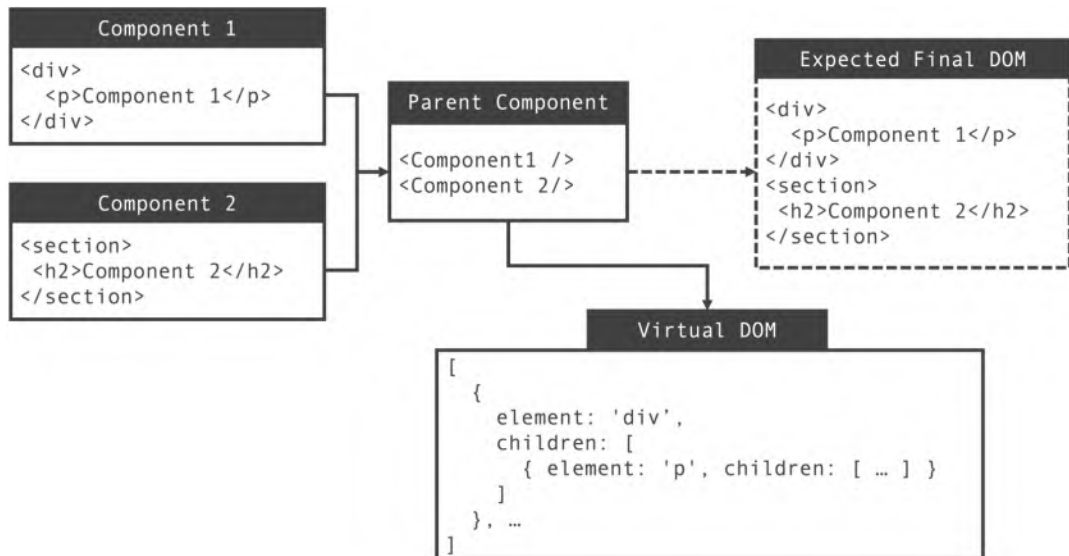 Component 1
<div>
<p>Component 1</p>
</div>
Component 2
<section>
<h2>Component 2</h2>
</section>
Parent Component
<Component1 />
<Component 2/>
Expected Final DOM
<div>
<p>Component 1</p>
</div>
<section>
<h2>Component 2</h2>
</section>
Virtual DOM
[
{
element: 'div’,
children: [
{ element: 'p', children: [ … ] }
]
}, …
]